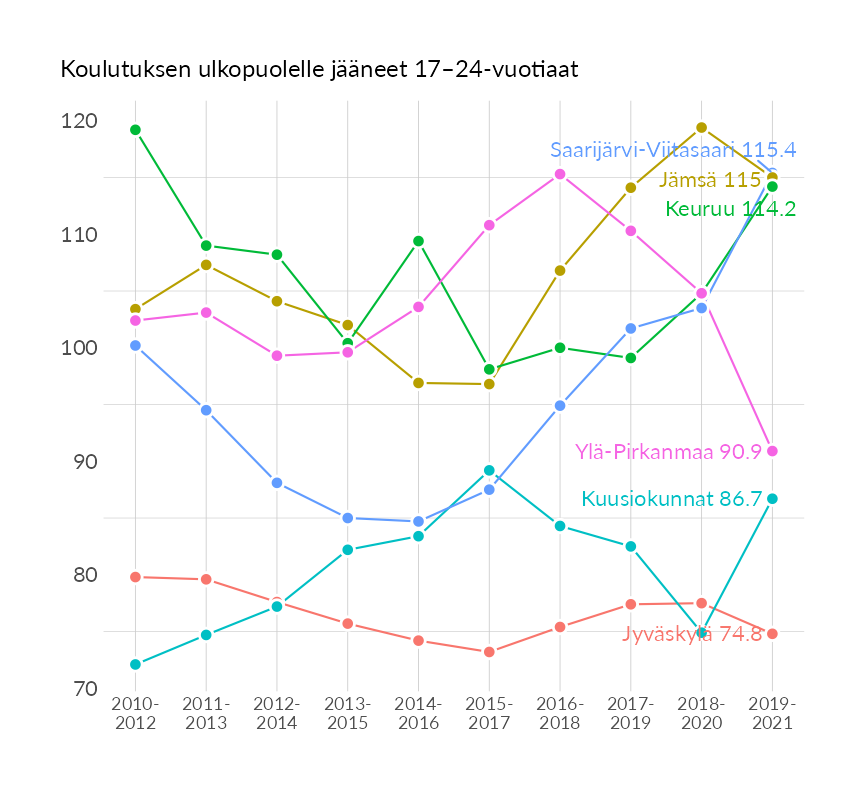 Koulutuksen ulkopuolelle jääneet 17–24-vuotiaat
120
110
100
90
80
70
Saarijärvi-Viitasaari 115.4
Jämsä 115
Keuruu 114.2
Ylä-Pirkanmaa 90.9
Kuusiokunnat 86.7
Jyväskylä 74.8
2010- 2011- 2012- 2013- 2014- 2015- 2016- 2017- 2018- 2019-
2012 2013 2014 2015 2016 2017 2018 2019 2020 2021